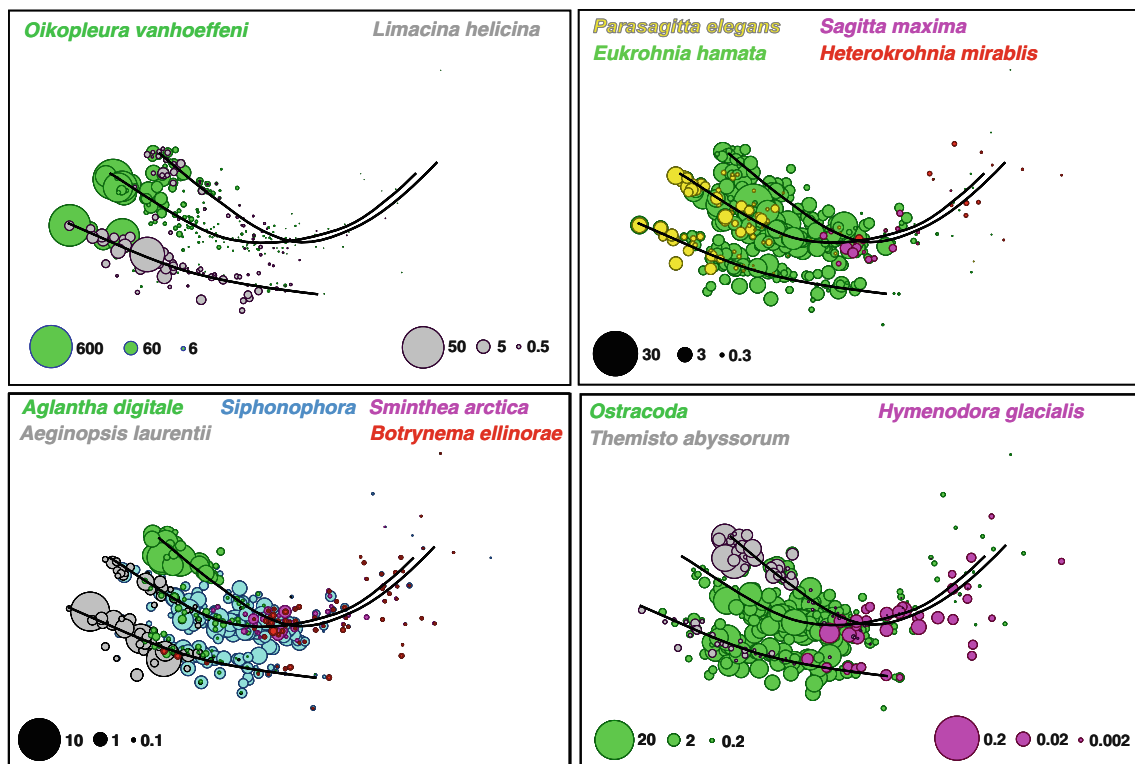 Oikopleura vanhoeffeni Limacina helicina
600 60 6 50 5 0.5
Parasagitta elegans Sagitta maxima
Eukrohnia hamata Heterokrohnia mirablis
30 3 0.3
Aglantha digitale Siphonophora Sminthea arctica
Aeginopsis laurentii Botrynema ellinorae
10 1 0.1
Ostracoda Hymenodora glacialis
Themisto abyssorum
20 2 0.2 0.2 0.02 0.002